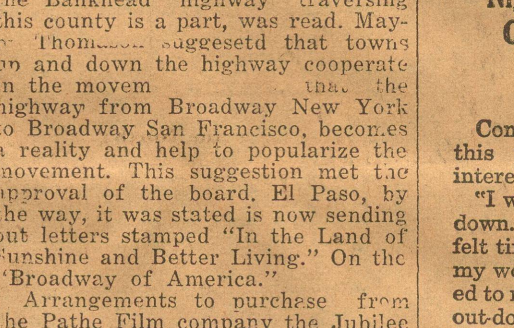 The Bankhead highway traversing
this county is a part, was read. May-
suggesetd that towns
up and down the highway cooperate
in the movem that the
highway from Broadway New York
to Broadway San Francisco, becomes
a reality and help to popularize the
movement. This suggestion met the
approval of the board. El Paso, by
the way, it was stated is now sending
out letters stamped “In the Land of
Sunshine and Better Living.” On the
“Broadway of America.”
Arrangements to purchase from
the Pathe Film company the Jubilee
Con
this
intere
“I w
down.
felt ti
my wo
ed to r
out-do